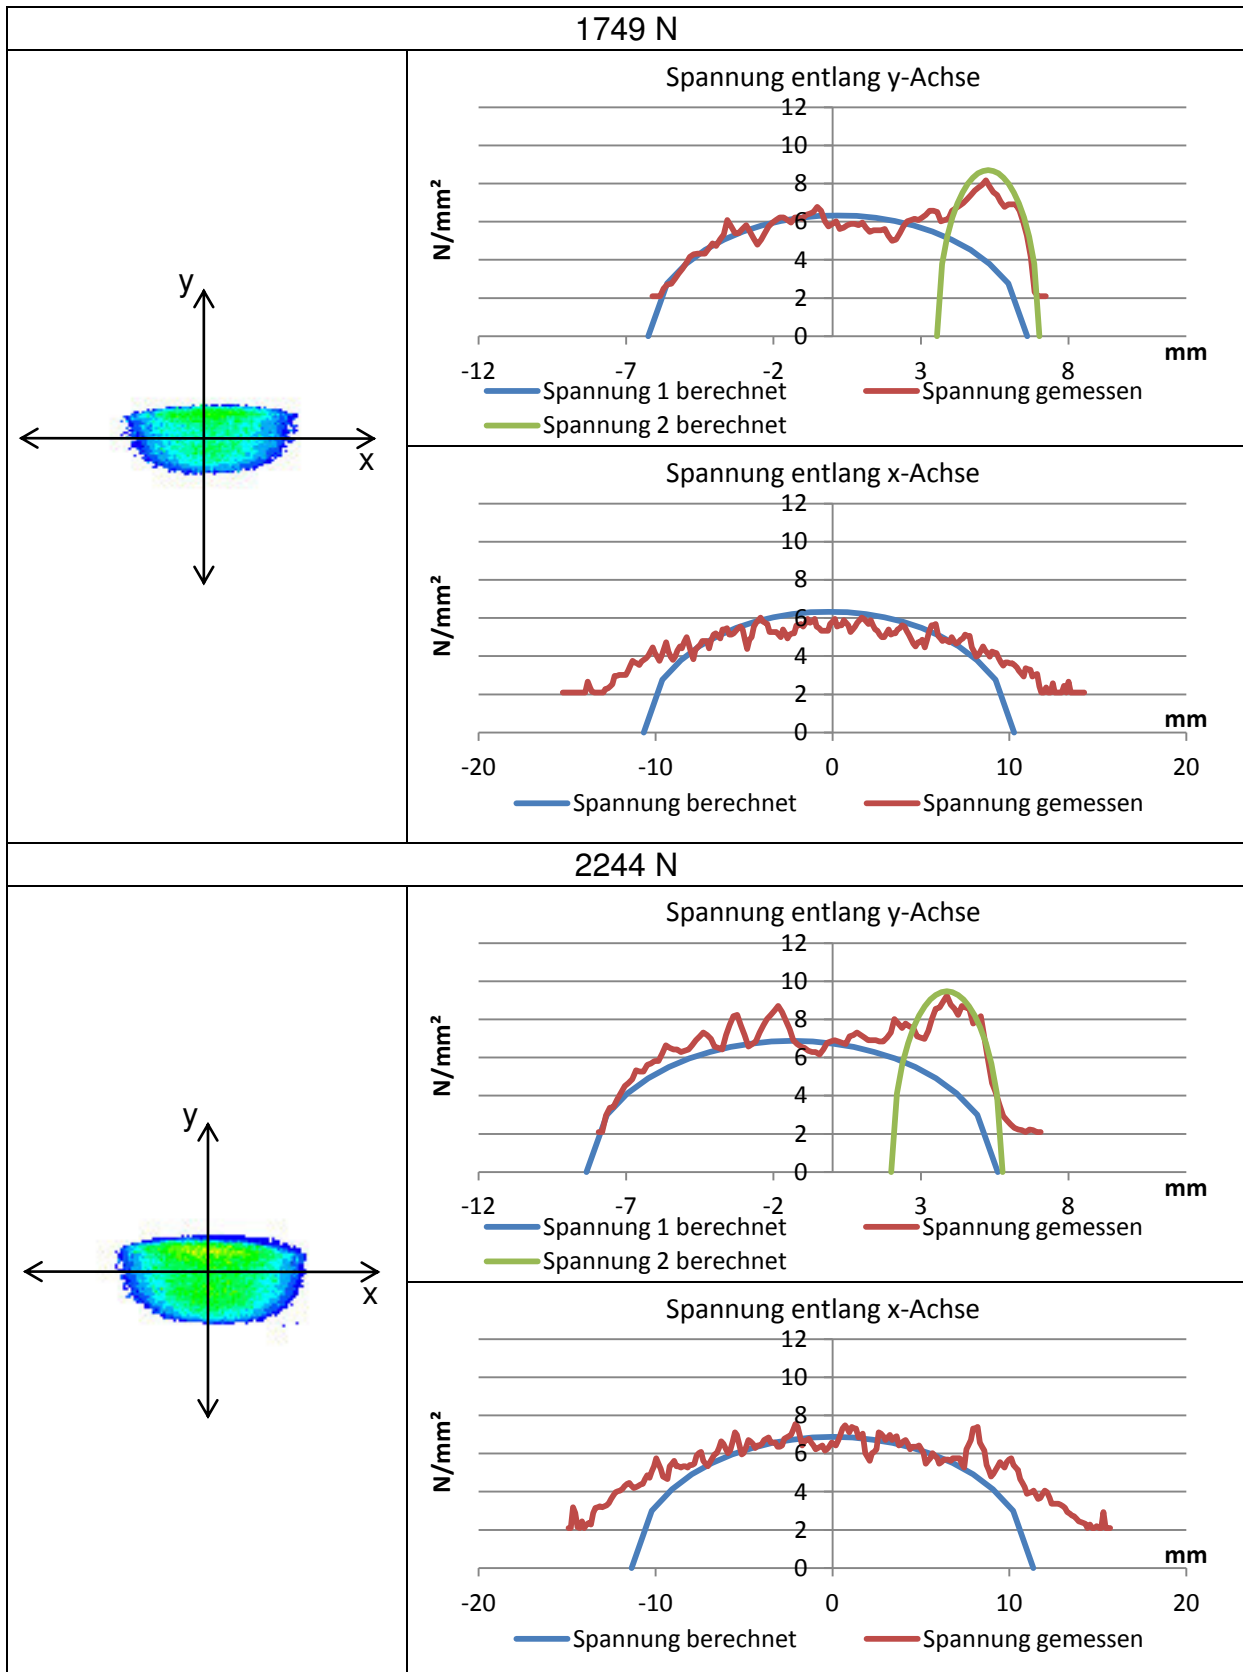 1749 N
y
x
Spannung entlang y-Achse
N/mm²
12
10
8
6
4
2
0
-12 -7 -2 3 8
mm
Spannung 1 berechnet Spannung gemessen
Spannung 2 berechnet
Spannung entlang x-Achse
N/mm²
12
10
8
6
4
2
0
mm
-20 -10 0 10 20
Spannung berechnet Spannung gemessen
2244 N
y
x
Spannung entlang y-Achse
N/mm²
12
10
8
6
4
2
0
mm
-12 -7 -2 3 8
Spannung 1 berechnet Spannung gemessen
Spannung 2 berechnet
Spannung entlang x-Achse
N/mm²
12
10
8
6
4
2
0
mm
-20 -10 0 10 20
Spannung berechnet Spannung gemessen